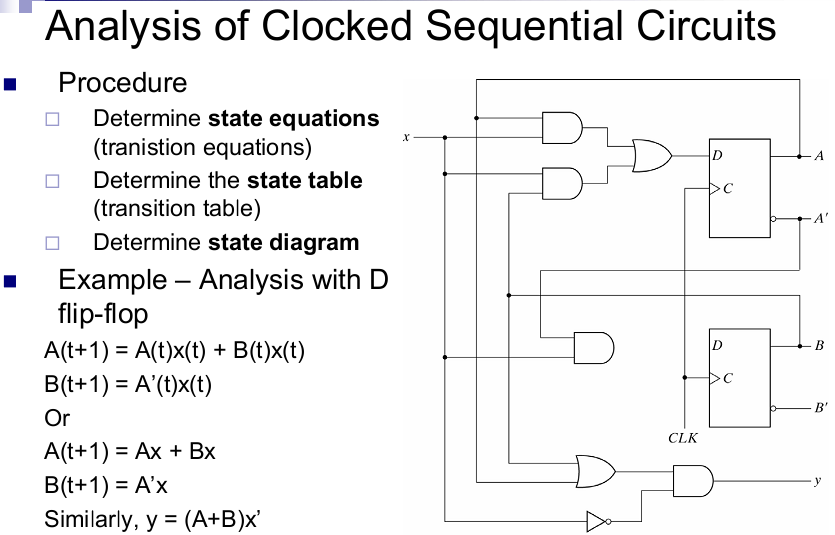 Analysis of Clocked Sequential Circuits
Procedure
Determine state equations
(tranistion equations)
Determine the state table
(transition table)
Determine state diagram
Example – Analysis with D
flip-flop
A(t+1) = A(t)x(t) + B(t)x(t)
B(t+1) = A’(t)x(t)
Or
A(t+1) = Ax + Bx
B(t+1) = A’x
Similarly, y = (A+B)x’
x
D
A
C
A'
D
B
C
B'
CLK
y